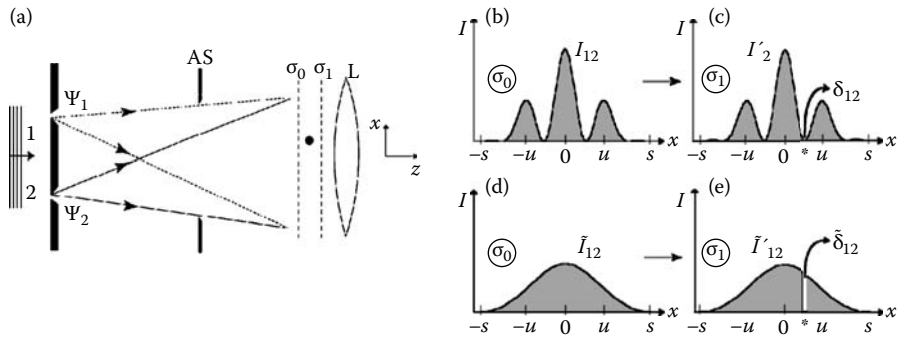 (a)
AS
σ0 σ1 L
Ψ1
1
2
Ψ2
x
z
(b)
I
I12
σ0
−s −u 0 u s x
(c)
I
I′2
σ1
δ12
−s −u 0 * u s x
(d)
I
Ĩ12
σ0
−s −u 0 u s x
(e)
I
Ĩ′12
σ1
δ̃12
−s −u 0 * u s x